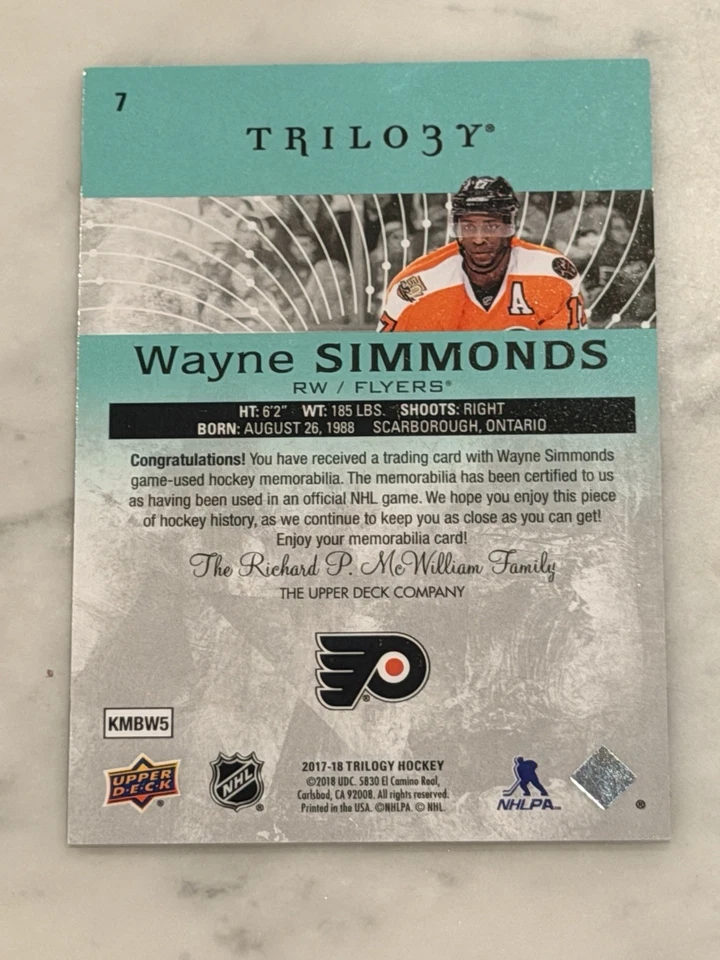 7
TRILO3Y®
17
A
17
Wayne SIMMONDS
RW / FLYERS®
HT: 6'2" WT: 185 LBS. SHOOTS: RIGHT
BORN: AUGUST 26, 1988 SCARBOROUGH, ONTARIO
Congratulations! You have received a trading card with Wayne Simmonds
game-used hockey memorabilia. The memorabilia has been certified to us
as having been used in an official NHL game. We hope you enjoy this piece
of hockey history, as we continue to keep you as close as you can get!
Enjoy your memorabilia card!
The Richard P. McWilliam Family
THE UPPER DECK COMPANY
®
KMBW5
UPPER
D·E·C·K
®
NHL
®
2017-18 TRILOGY HOCKEY
©2018 UDC. 5830 El Camino Real,
Carlsbad, CA 92008. All rights reserved.
Printed in the USA. ©NHLPA. © NHL.
NHLPA™
®